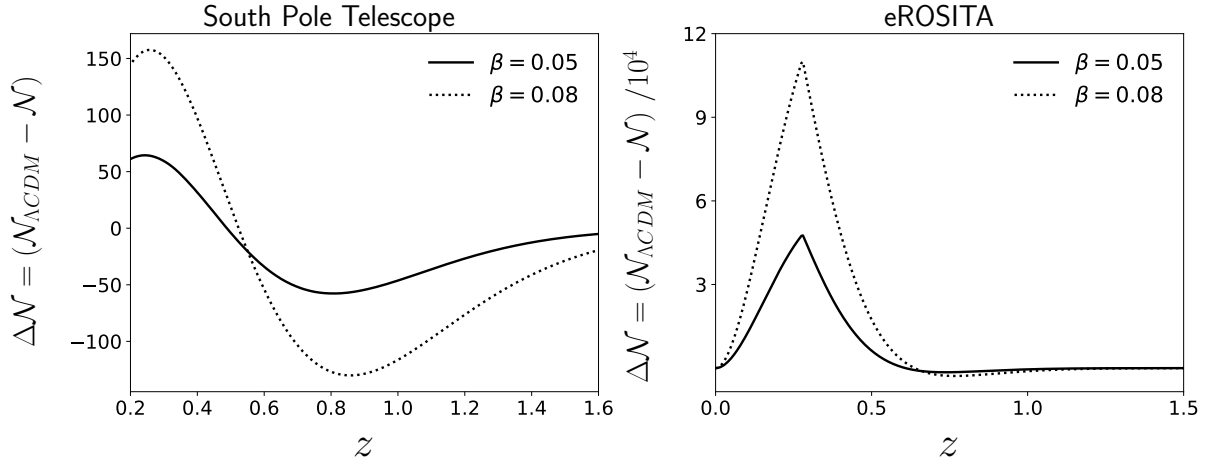 South Pole Telescope
ΔN = (N_ΛCDM − N)
150
100
50
0
−50
−100
β = 0.05
β = 0.08
0.2 0.4 0.6 0.8 1.0 1.2 1.4 1.6
z
eROSITA
ΔN = (N_ΛCDM − N) /10^4
12
9
6
3
β = 0.05
β = 0.08
0.0 0.5 1.0 1.5
z